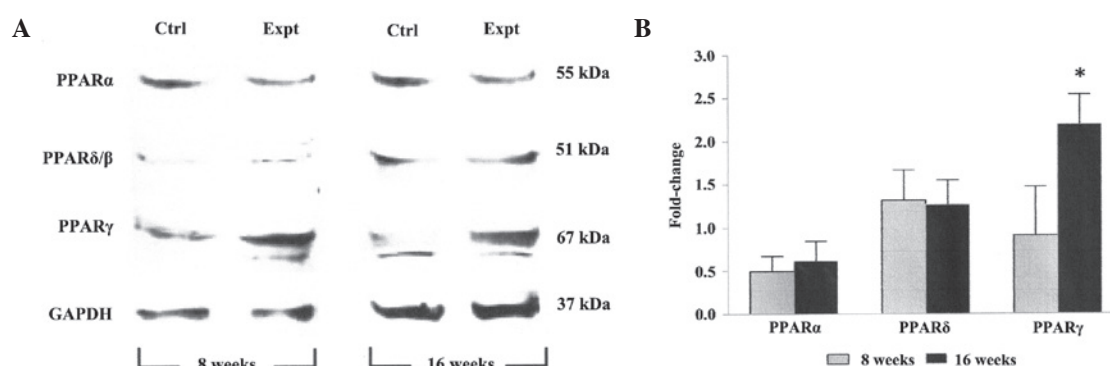 A
Ctrl Expt Ctrl Expt
PPARα 55 kDa
PPARδ/β 51 kDa
PPARγ 67 kDa
GAPDH 37 kDa
8 weeks 16 weeks
B
3.0
2.5
2.0
1.5
1.0
0.5
0.0
Fold-change
*
PPARα PPARδ PPARγ
8 weeks 16 weeks